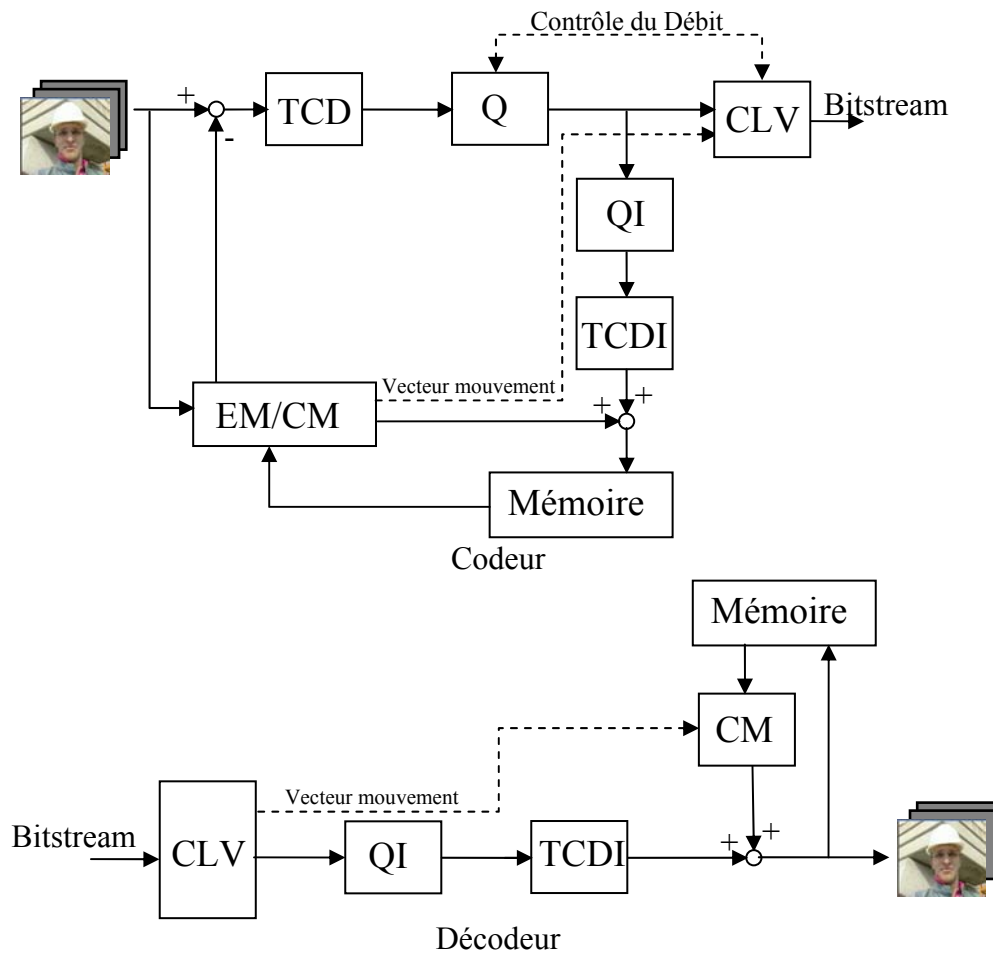 Contrôle du Débit
+
-
TCD
Q
CLV
Bitstream
QI
TCDI
Vecteur mouvement
EM/CM
+
+
Mémoire
Codeur
Mémoire
CM
Vecteur mouvement
Bitstream
CLV
QI
TCDI
+
+
Décodeur